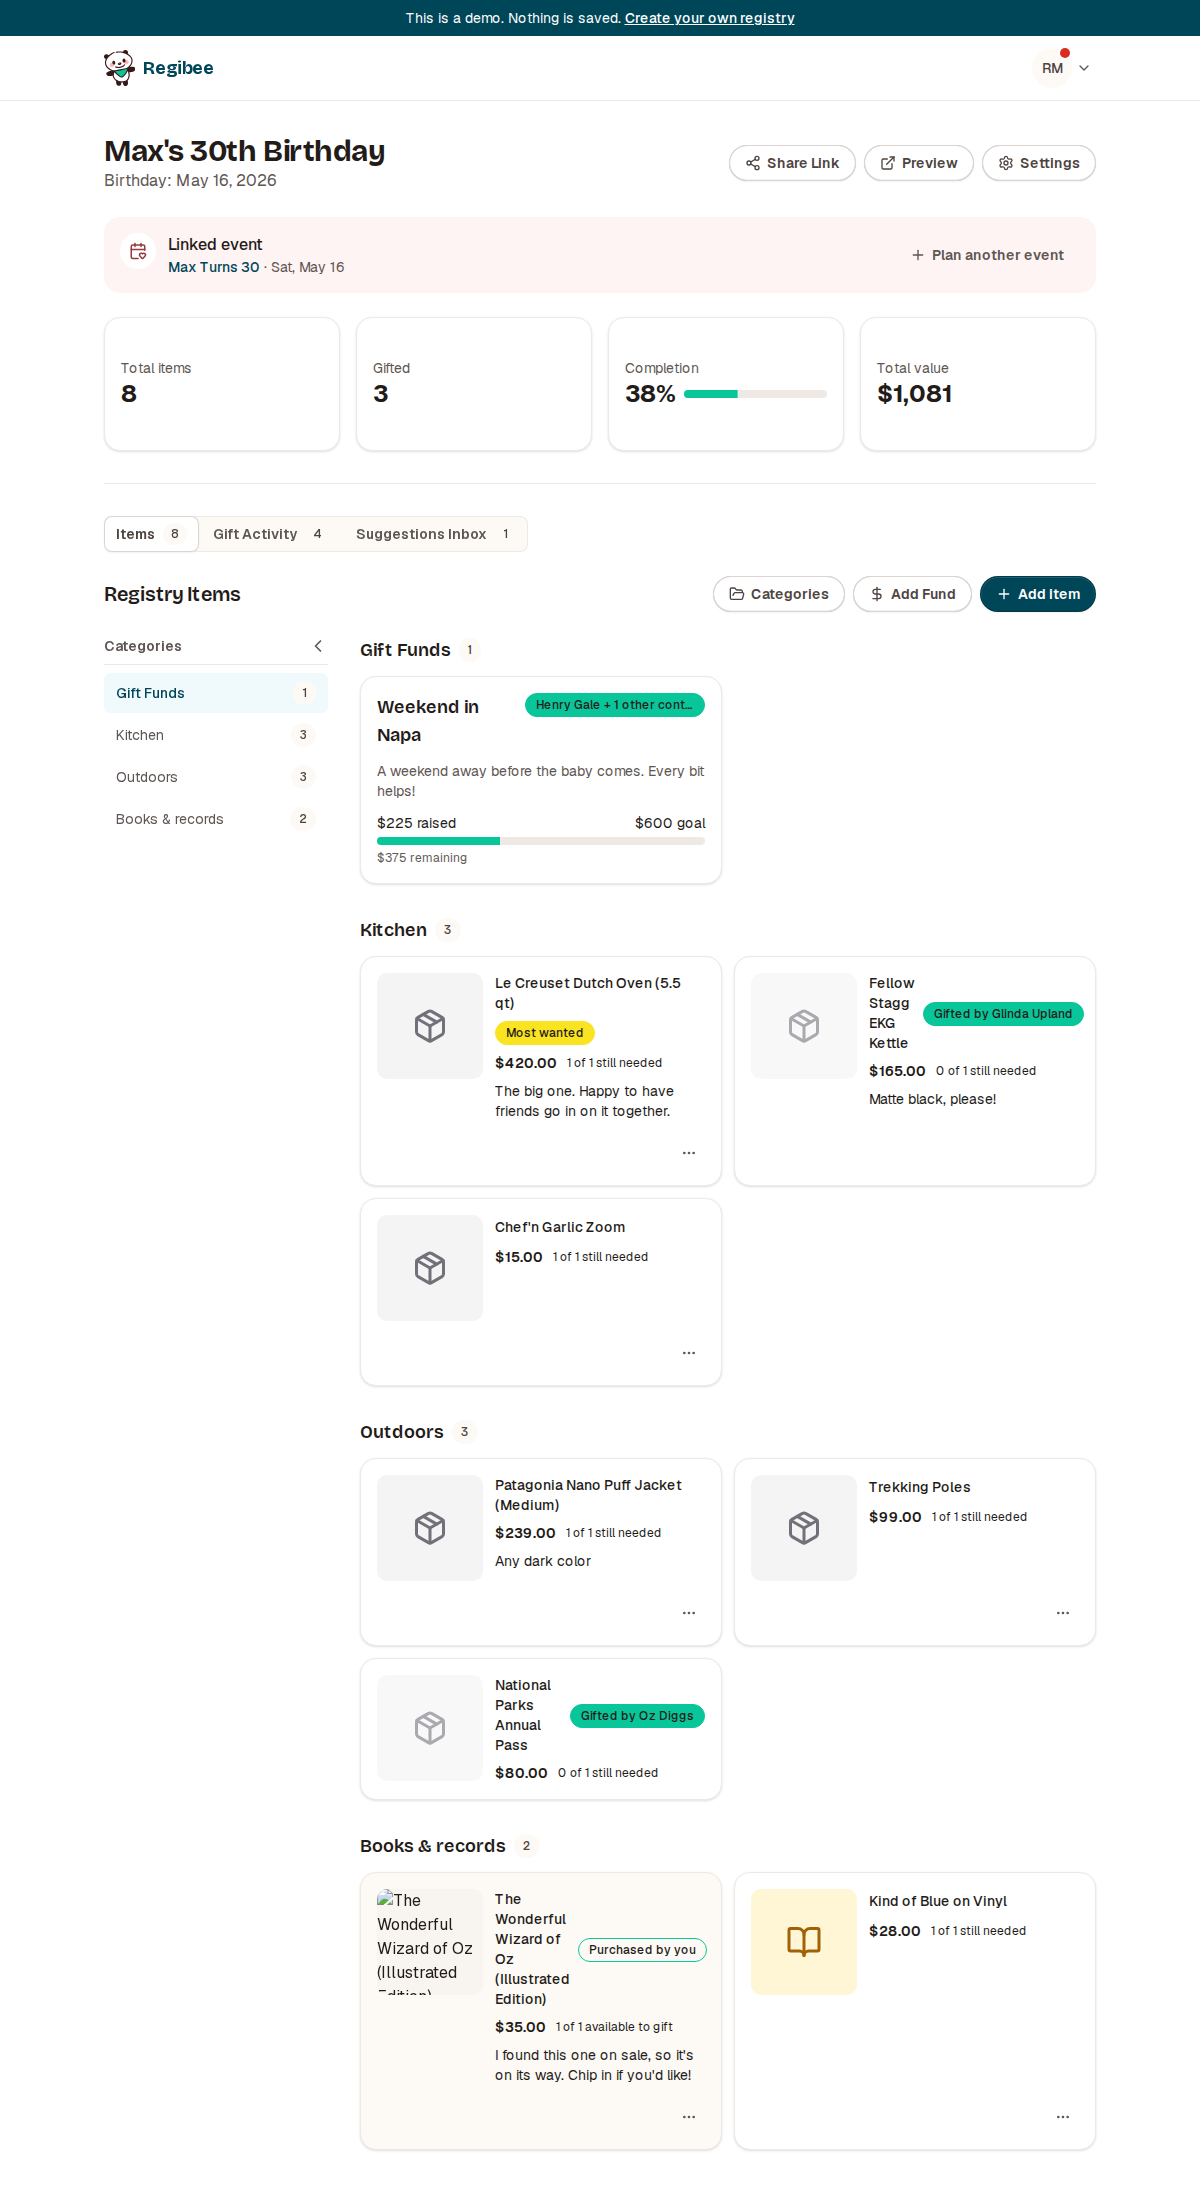 This is a demo. Nothing is saved. Create your own registry
Regibee
RM
Max's 30th Birthday
Birthday: May 16, 2026
Share Link
Preview
Settings
Linked event
Max Turns 30 · Sat, May 16
Plan another event
Total items
8
Gifted
3
Completion
38%
Total value
$1,081
Items 8
Gift Activity 4
Suggestions Inbox 1
Registry Items
Categories
Add Fund
Add item
Categories
Gift Funds 1
Kitchen 3
Outdoors 3
Books & records 2
Gift Funds 1
Weekend in
Napa
Henry Gale + 1 other cont...
A weekend away before the baby comes. Every bit
helps!
$225 raised
$600 goal
$375 remaining
Kitchen 3
Le Creuset Dutch Oven (5.5
qt)
Most wanted
$420.00 1 of 1 still needed
The big one. Happy to have
friends go in on it together.
Fellow
Stagg
EKG
Kettle
Gifted by Glinda Upland
$165.00 0 of 1 still needed
Matte black, please!
Chef'n Garlic Zoom
$15.00 1 of 1 still needed
Outdoors 3
Patagonia Nano Puff Jacket
(Medium)
$239.00 1 of 1 still needed
Any dark color
Trekking Poles
$99.00 1 of 1 still needed
National
Parks
Annual
Pass
Gifted by Oz Diggs
$80.00 0 of 1 still needed
Books & records 2
The
Wonderful
Wizard of Oz
(Illustrated
Edition)
The
Wonderful
Wizard of
Oz
(Illustrated
Edition)
Purchased by you
$35.00 1 of 1 available to gift
I found this one on sale, so it's
on its way. Chip in if you'd like!
Kind of Blue on Vinyl
$28.00 1 of 1 still needed